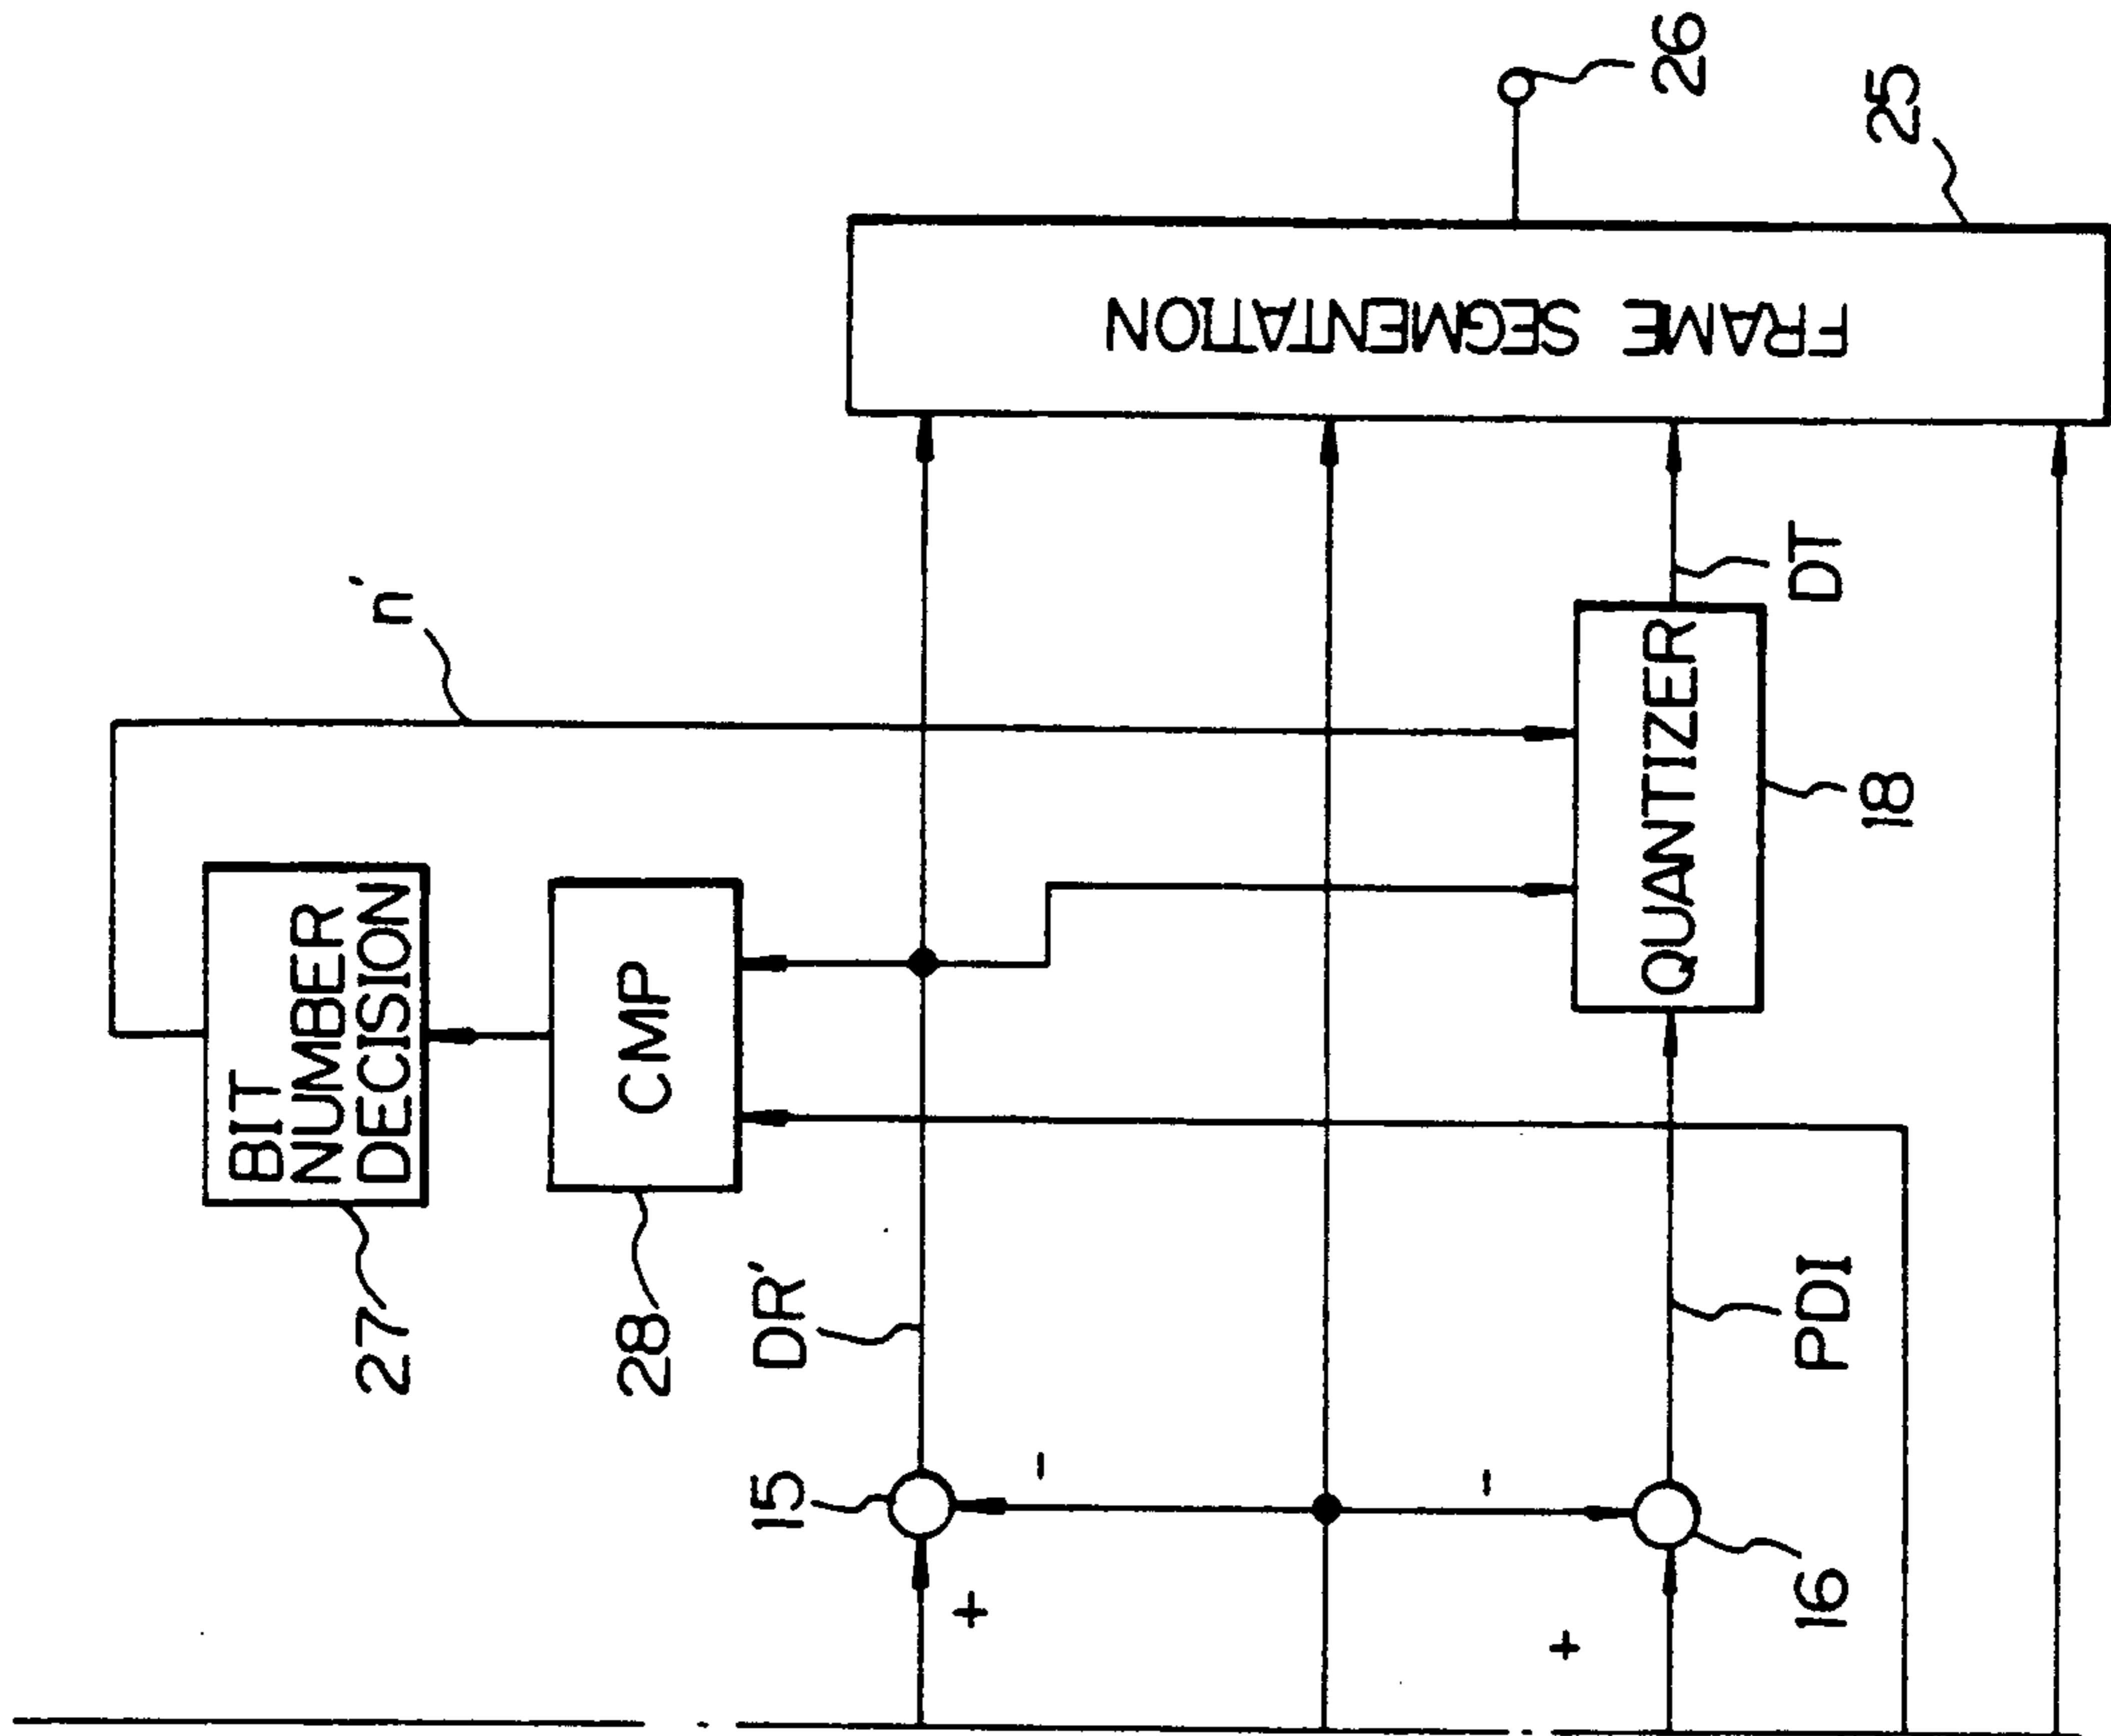 BIT
NUMBER
DECISION
27
CMP
28
n'
DR'
15
+
-
-
+
16
PDI
QUANTIZER
18
DT
FRAME SEGMENTATION
25
26